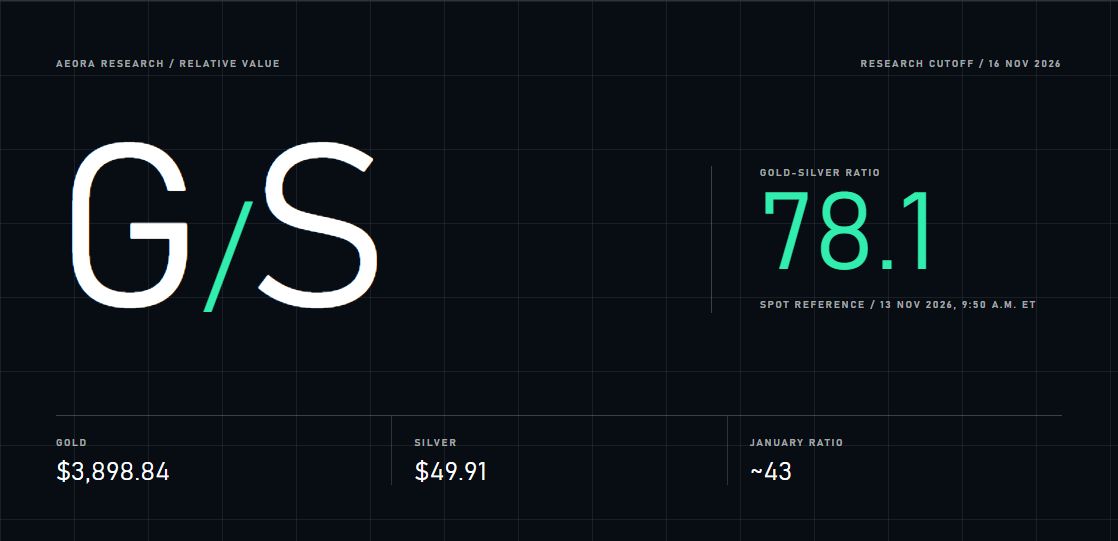 AEORA RESEARCH / RELATIVE VALUE
RESEARCH CUTOFF / 16 NOV 2026
G/S
GOLD-SILVER RATIO
78.1
SPOT REFERENCE / 13 NOV 2026, 9:50 A.M. ET
GOLD
$3,898.84
SILVER
$49.91
JANUARY RATIO
~43